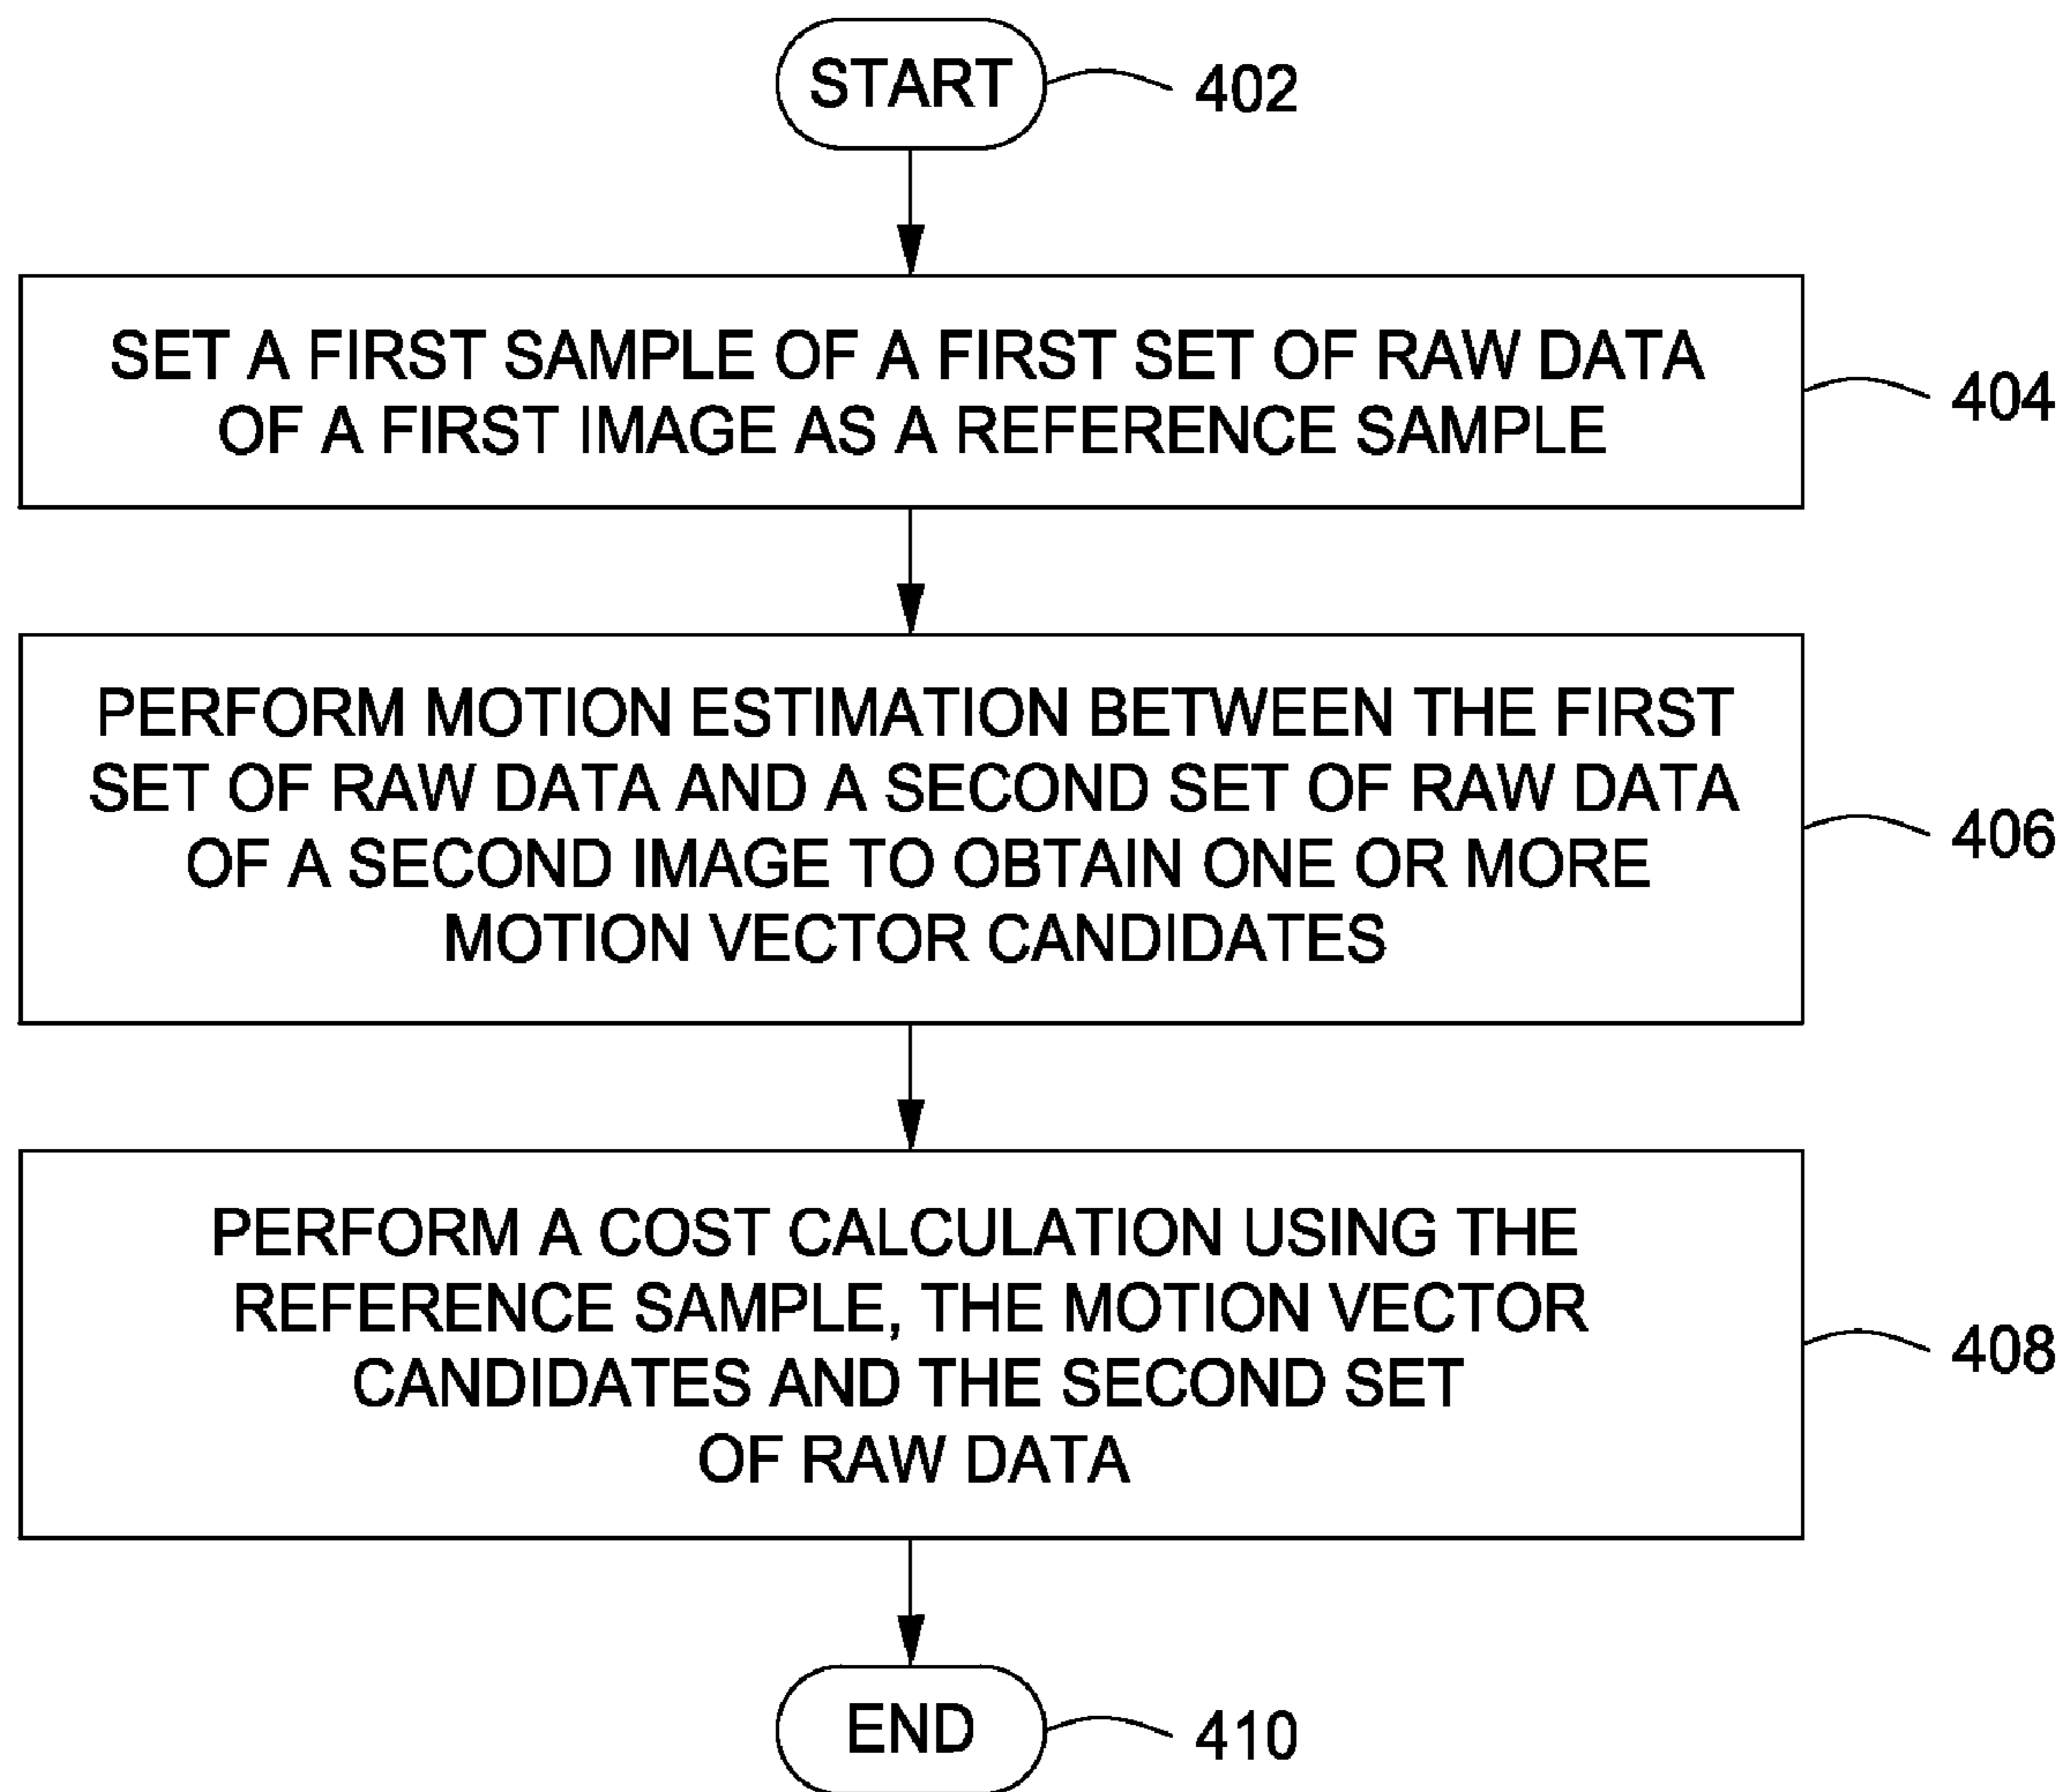 START
402
SET A FIRST SAMPLE OF A FIRST SET OF RAW DATA
OF A FIRST IMAGE AS A REFERENCE SAMPLE
404
PERFORM MOTION ESTIMATION BETWEEN THE FIRST
SET OF RAW DATA AND A SECOND SET OF RAW DATA
OF A SECOND IMAGE TO OBTAIN ONE OR MORE
MOTION VECTOR CANDIDATES
406
PERFORM A COST CALCULATION USING THE
REFERENCE SAMPLE, THE MOTION VECTOR
CANDIDATES AND THE SECOND SET
OF RAW DATA
408
END
410